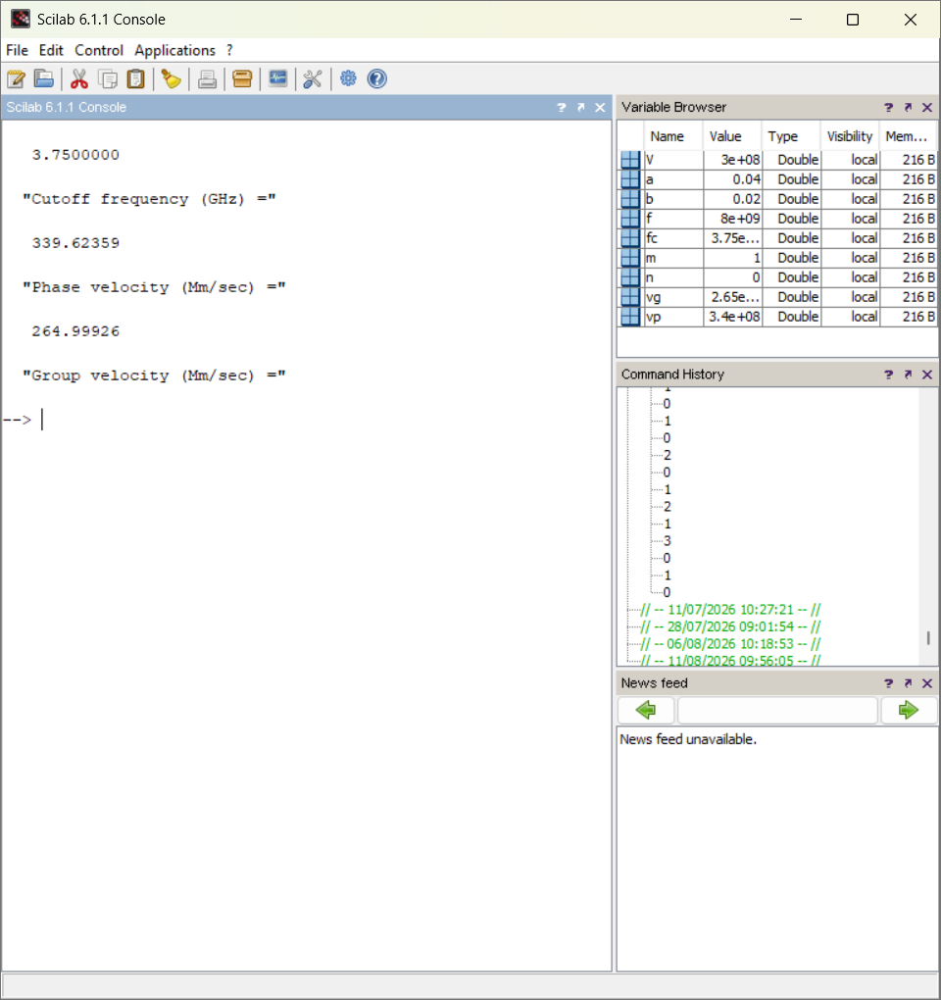 Scilab 6.1.1 Console
File Edit Control Applications ?
Scilab 6.1.1 Console ?
3.7500000
"Cutoff frequency (GHz) ="
339.62359
"Phase velocity (Mm/sec) ="
264.99926
"Group velocity (Mm/sec) ="
-->
Variable Browser ?
Name Value Type Visibility Mem...
V 3e+08 Double local 216 B
a 0.04 Double local 216 B
b 0.02 Double local 216 B
f 8e+09 Double local 216 B
fc 3.75e... Double local 216 B
m 1 Double local 216 B
n 0 Double local 216 B
vg 2.65e... Double local 216 B
vp 3.4e+08 Double local 216 B
Command History ?
1
0
1
0
2
0
1
2
1
3
0
1
0
// -- 11/07/2026 10:27:21 -- //
// -- 28/07/2026 09:01:54 -- //
// -- 06/08/2026 10:18:53 -- //
// -- 11/08/2026 09:56:05 -- //
News feed ?
News feed unavailable.